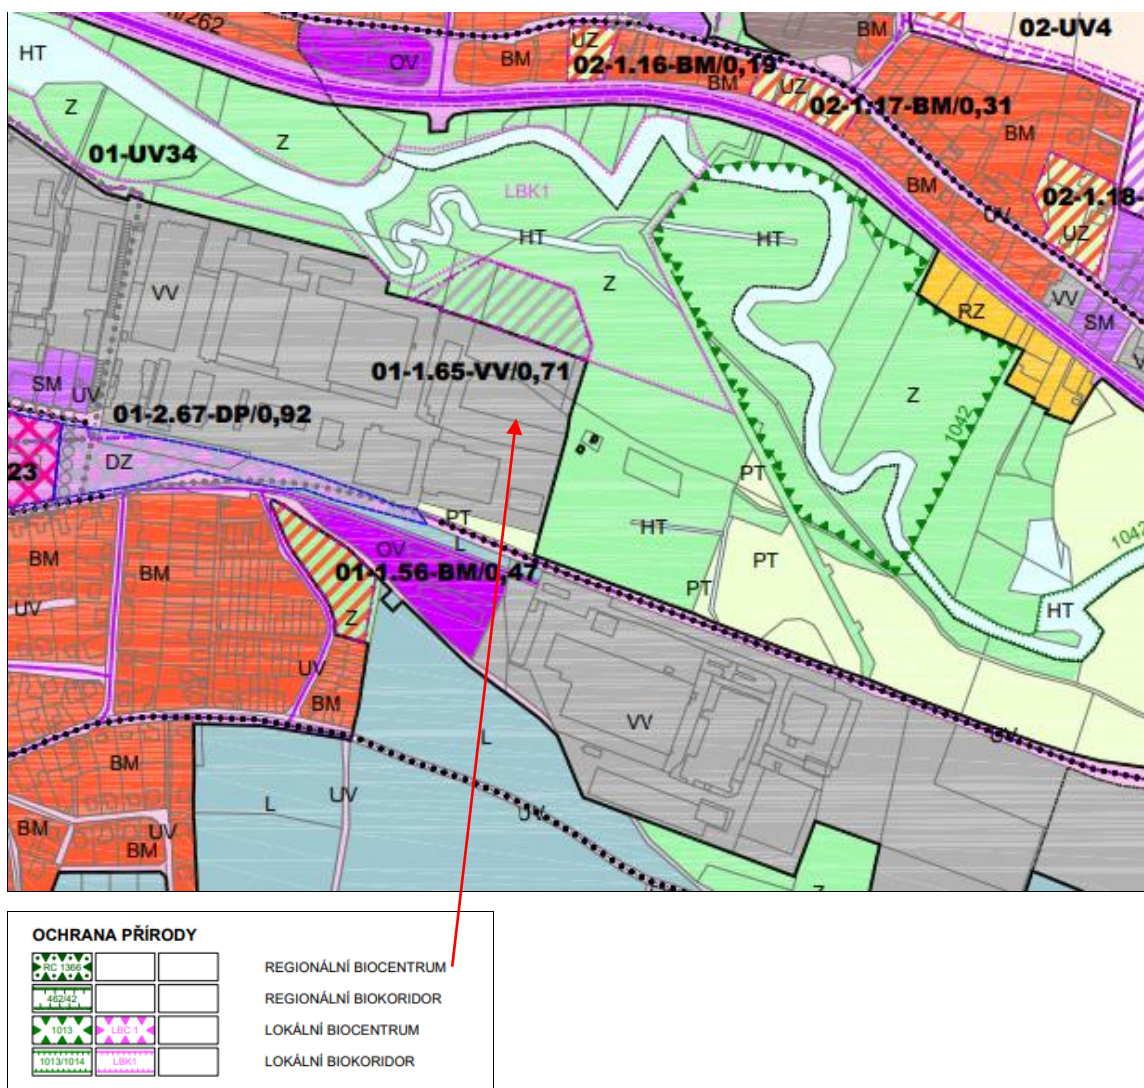 /262
HT
OV
BM
UZ
02-1.16-BM/0,19
BM
UZ
BM
02-UV4
02-1.17-BM/0,31
BM
Z
Z
01-UV34
LBK1
BM
02-1.18-
UV
UZ
HT
HT
Z
VV
RZ
VV
SM
V
01-1.65-VV/0,71
Z
SM
UV
01-2.67-DP/0,92
1042
23
DZ
PT
PT
HT
L
OV
01-1.56-BM/0,47
PT
1042
BM
BM
Z
PT
HT
UV
UV
BM
VV
L
UV
BM
L
UV
UV
BM
UV
BM
Z
OCHRANA PŘÍRODY
RC 1366 REGIONÁLNÍ BIOCENTRUM
462/42 REGIONÁLNÍ BIOKORIDOR
1013 LBC 1 LOKÁLNÍ BIOCENTRUM
1013/1014 LBK1 LOKÁLNÍ BIOKORIDOR